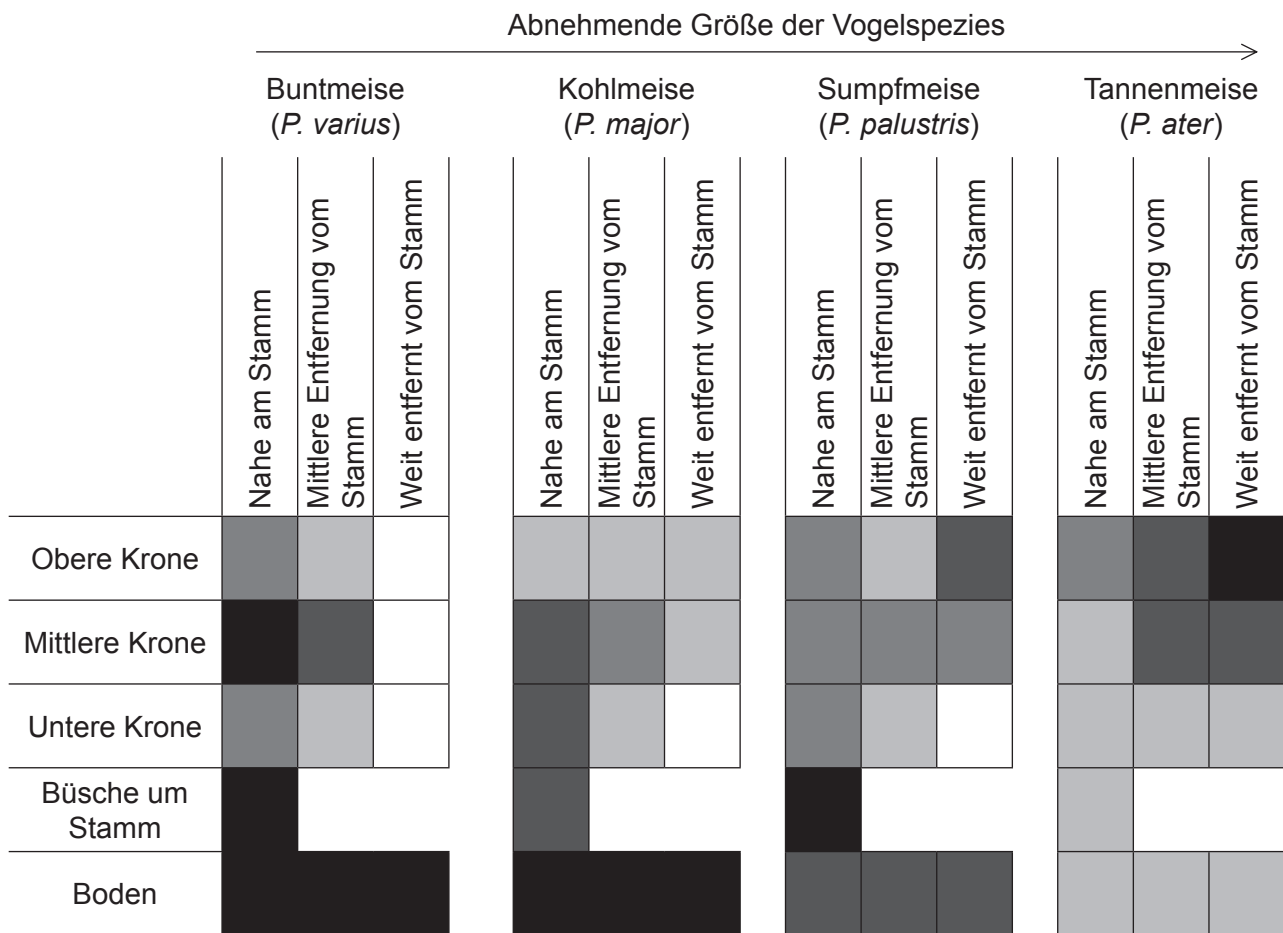 Abnehmende Größe der Vogelspezies
Buntmeise
(P. varius)
Kohlmeise
(P. major)
Sumpfmeise
(P. palustris)
Tannenmeise
(P. ater)
Nahe am Stamm
Mittlere Entfernung vom
Stamm
Weit entfernt vom Stamm
Nahe am Stamm
Mittlere Entfernung vom
Stamm
Weit entfernt vom Stamm
Nahe am Stamm
Mittlere Entfernung vom
Stamm
Weit entfernt vom Stamm
Nahe am Stamm
Mittlere Entfernung vom
Stamm
Weit entfernt vom Stamm
Obere Krone
Mittlere Krone
Untere Krone
Büsche um
Stamm
Boden